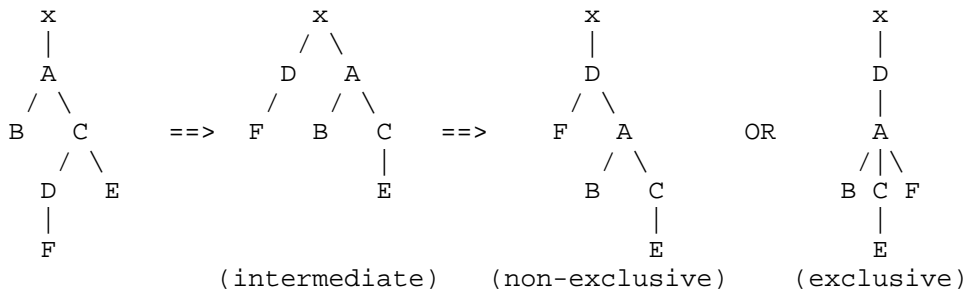 x                x                 x                 x
      |               / \                |                 |
      A              D   A               D                 D
     / \            /   / \             / \                |
    B   C   ==>    F   B   C   ==>     F   A      OR       A
       / \                 |              / \             /|\
      D   E                E             B   C           B C F
      |                                      |             |
      F                                      E             E
                 (intermediate)   (non-exclusive)    (exclusive)